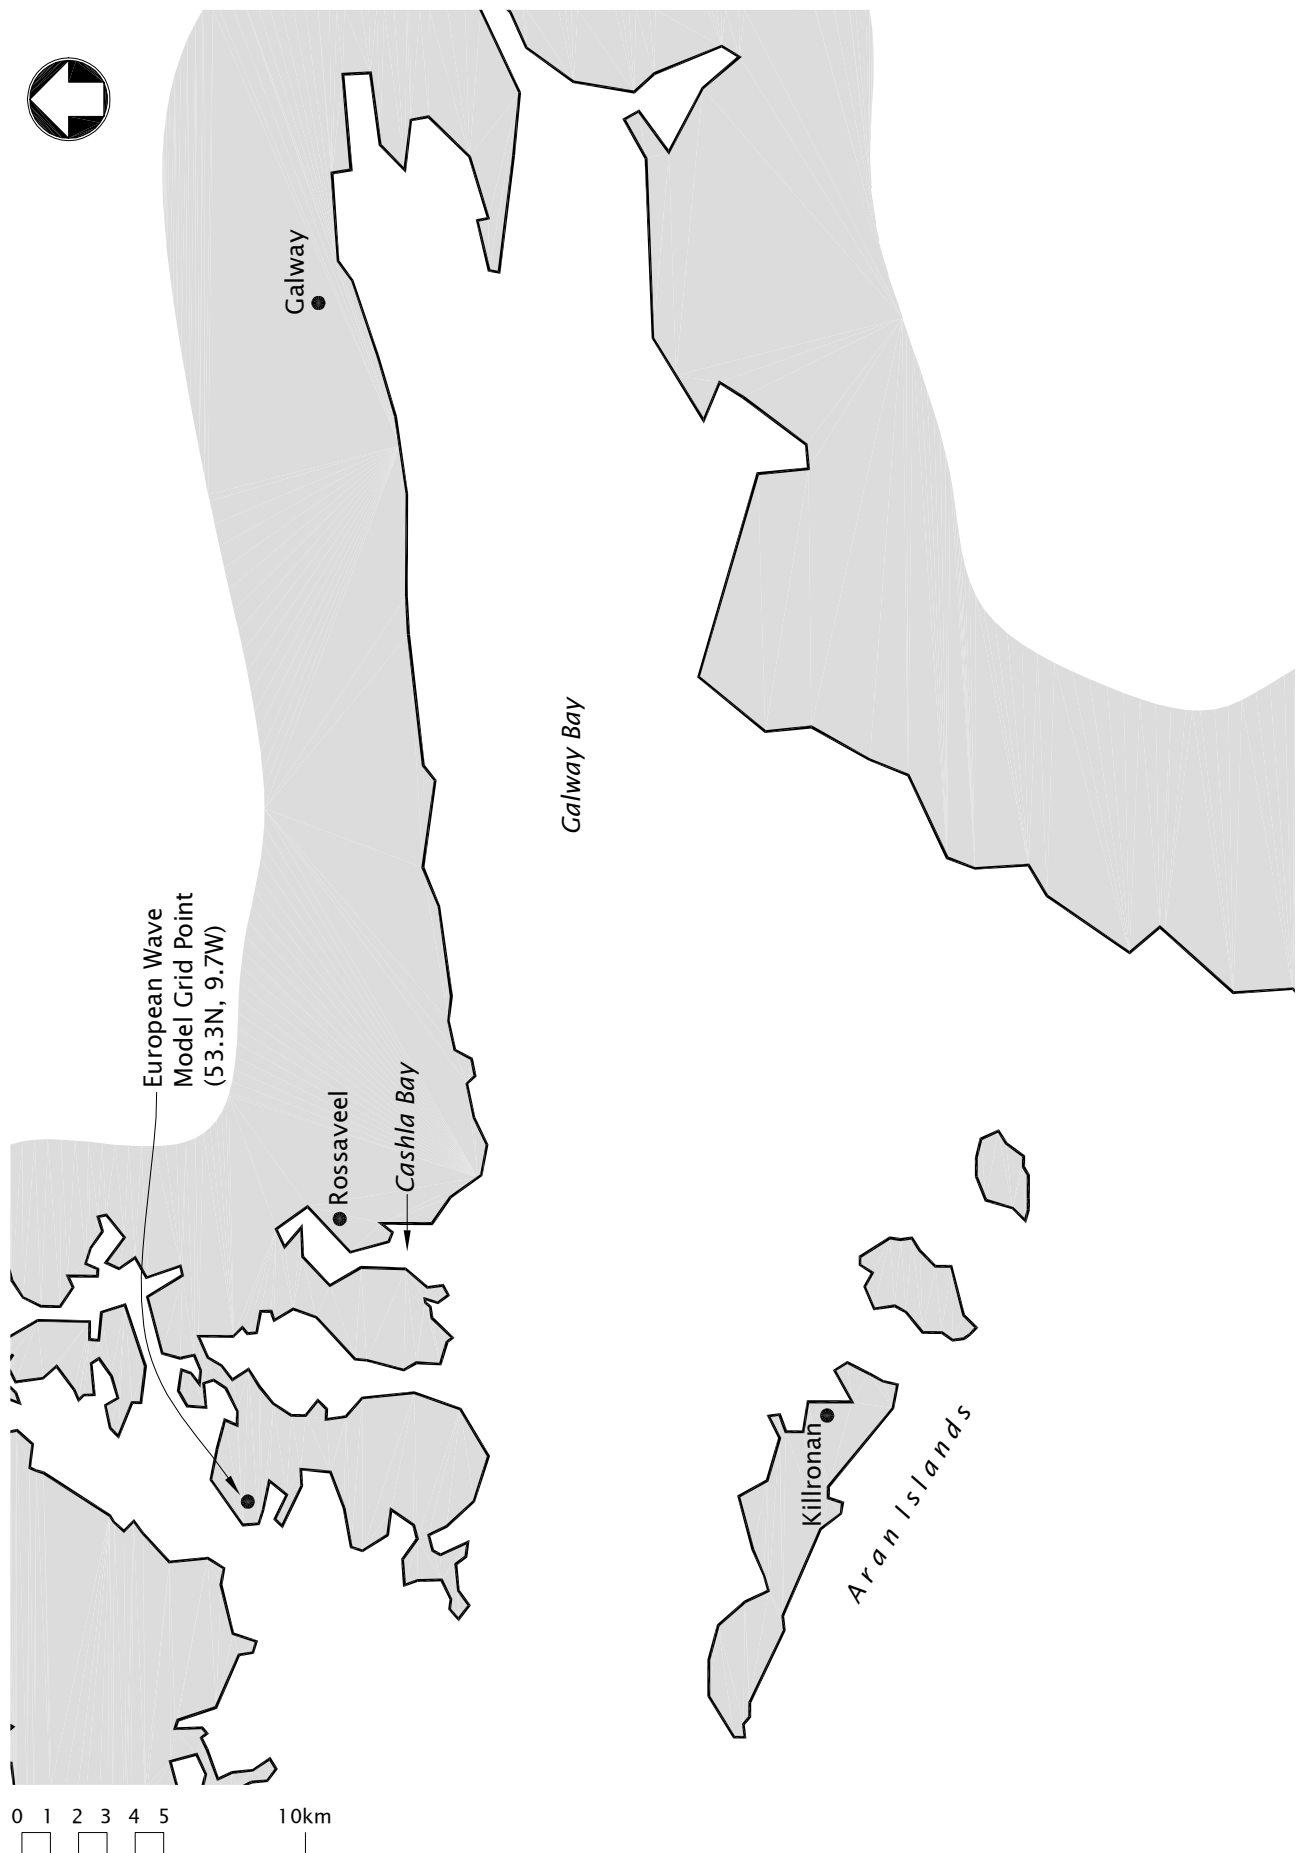 Galway
Galway Bay
European Wave
Model Grid Point
(53.3N, 9.7W)
Rossaveel
Cashla Bay
Killronan
Aran Islands
0 1 2 3 4 5 10km